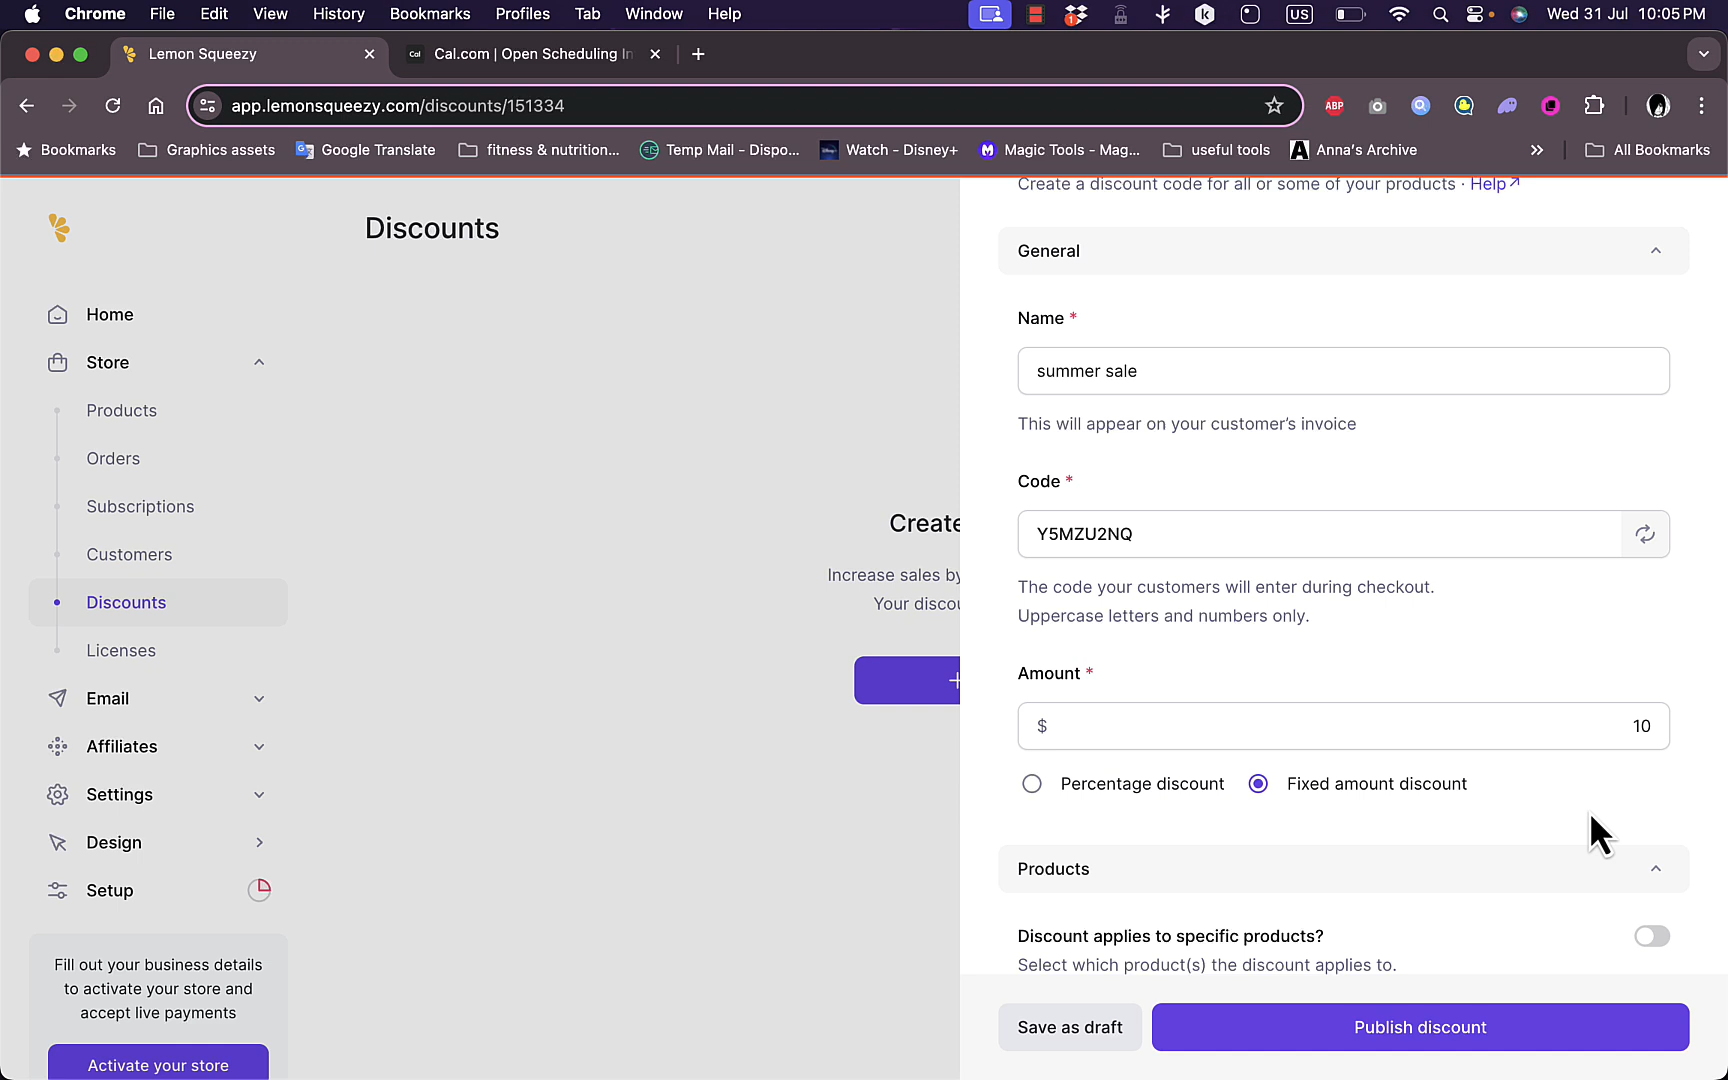 Chrome File Edit View History Bookmarks Profiles Tab Window Help
1 US Wed 31 Jul 10:05 PM
Lemon Squeezy
Cal Cal.com | Open Scheduling In
app.lemonsqueezy.com/discounts/151334
ABP
Bookmarks Graphics assets Google Translate fitness & nutrition... Temp Mail - Dispo... Watch - Disney+ Magic Tools - Mag... useful tools Anna's Archive All Bookmarks
Discounts
Home
Store
Products
Orders
Subscriptions
Customers
Discounts
Licenses
Email
Affiliates
Settings
Design
Setup
Fill out your business details
to activate your store and
accept live payments
Activate your store
Create
Increase sales by
Your discou
+
Create a discount code for all or some of your products · Help↗
General
Name *
summer sale
This will appear on your customer’s invoice
Code *
Y5MZU2NQ
The code your customers will enter during checkout.
Uppercase letters and numbers only.
Amount *
$ 10
Percentage discount Fixed amount discount
Products
Discount applies to specific products?
Select which product(s) the discount applies to.
Save as draft Publish discount